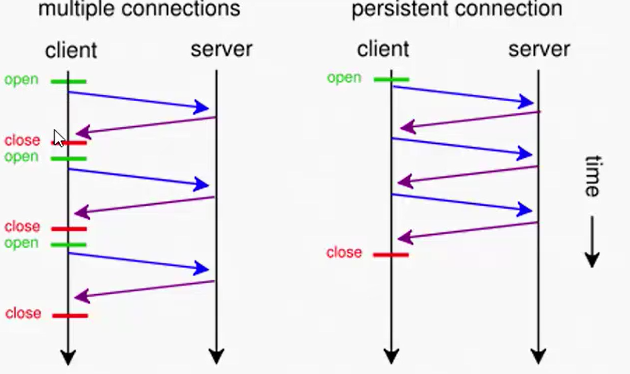 multiple connections
client
server
open
close
open
close
open
close
persistent connection
client
server
open
close
time